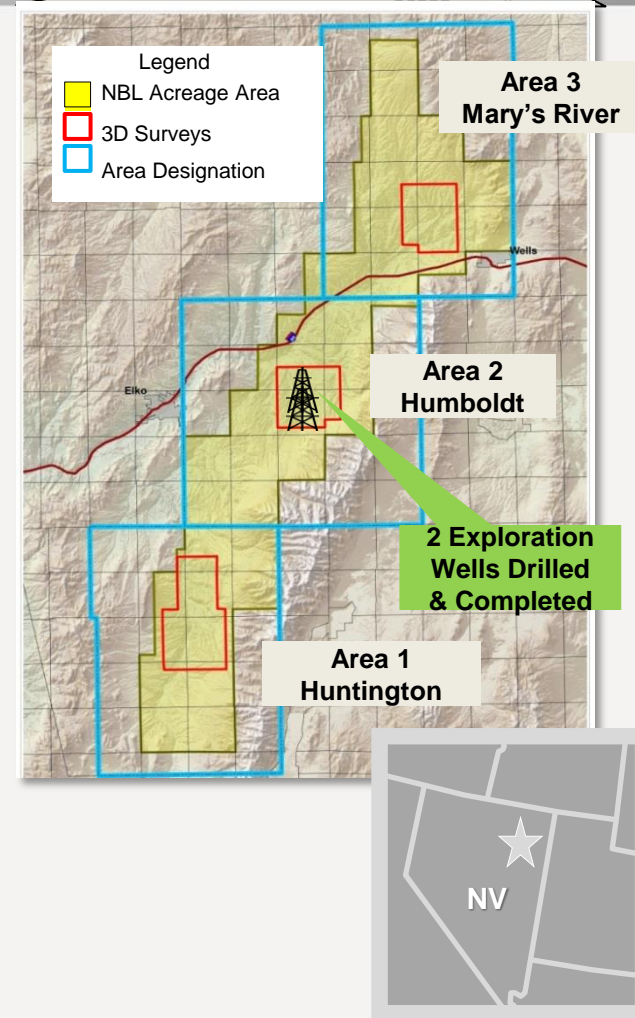 Legend
NBL Acreage Area
3D Surveys
Area Designation
Area 3
Mary's River
Wells
Area 2
Humboldt
Elko
2 Exploration
Wells Drilled
& Completed
Area 1
Huntington
NV